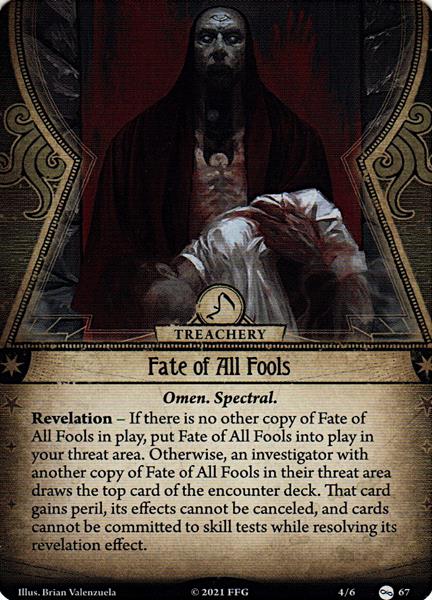 TREACHERY
Fate of All Fools
Omen. Spectral.
Revelation – If there is no other copy of Fate of
All Fools in play, put Fate of All Fools into play in
your threat area. Otherwise, an investigator with
another copy of Fate of All Fools in their threat area
draws the top card of the encounter deck. That card
gains peril, its effects cannot be canceled, and cards
cannot be committed to skill tests while resolving its
revelation effect.
Illus. Brian Valenzuela © 2021 FFG 4/6 67